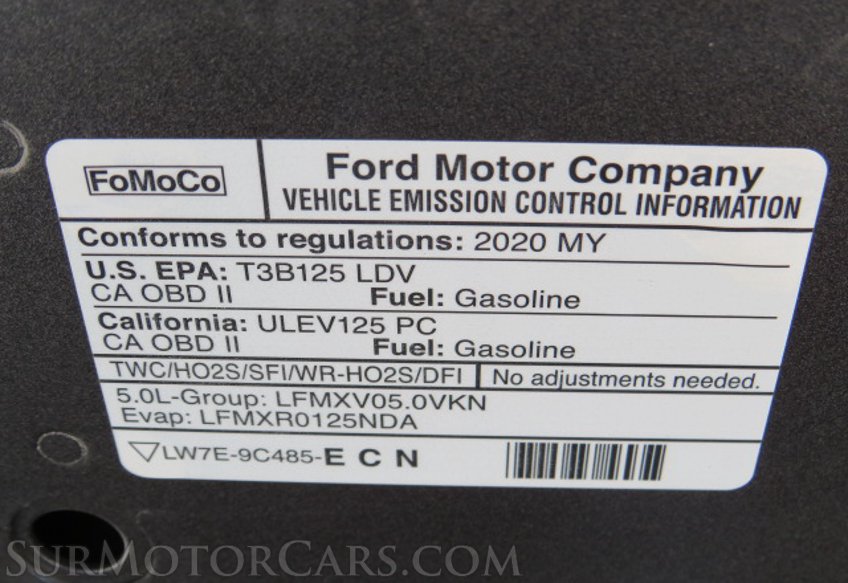 FoMoCo
Ford Motor Company
VEHICLE EMISSION CONTROL INFORMATION
Conforms to regulations: 2020 MY
U.S. EPA: T3B125 LDV
CA OBD II Fuel: Gasoline
California: ULEV125 PC
CA OBD II Fuel: Gasoline
TWC/HO2S/SFI/WR-HO2S/DFI No adjustments needed.
5.0L-Group: LFMXV05.0VKN
Evap: LFMXR0125NDA
LW7E-9C485-E C N
SURMOTORCARS.COM